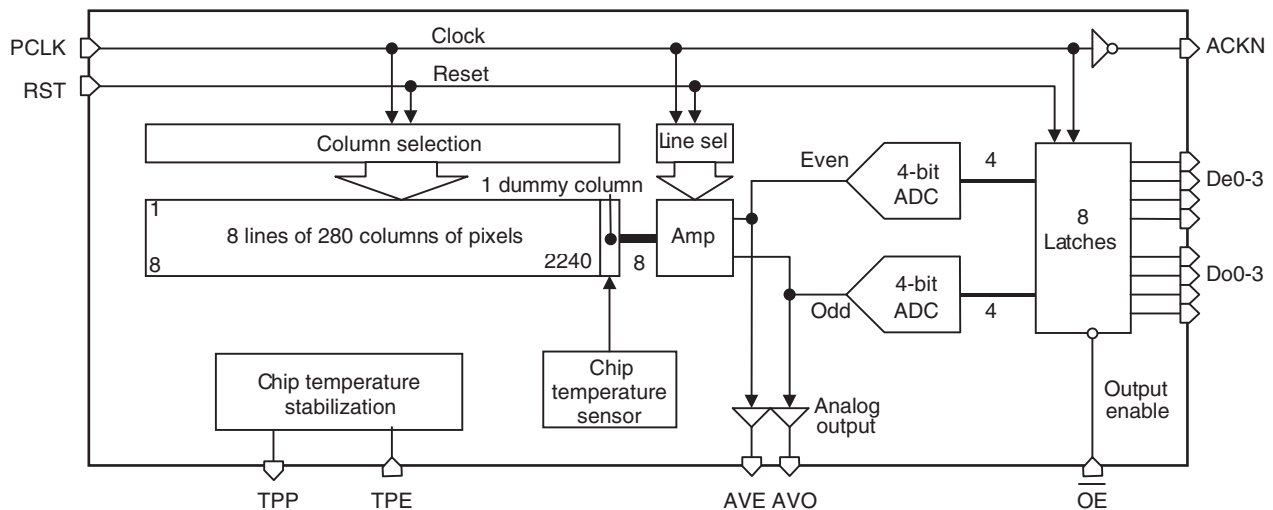 PCLK
Clock
ACKN
RST
Reset
Column selection
Line sel
1 dummy column
Even
4-bit
ADC
4
De0-3
1
8 lines of 280 columns of pixels
8
2240
8
Amp
8
Latches
Odd
4-bit
ADC
4
Do0-3
Chip temperature
stabilization
Chip
temperature
sensor
Analog
output
Output
enable
TPP
TPE
AVE
AVO
OE